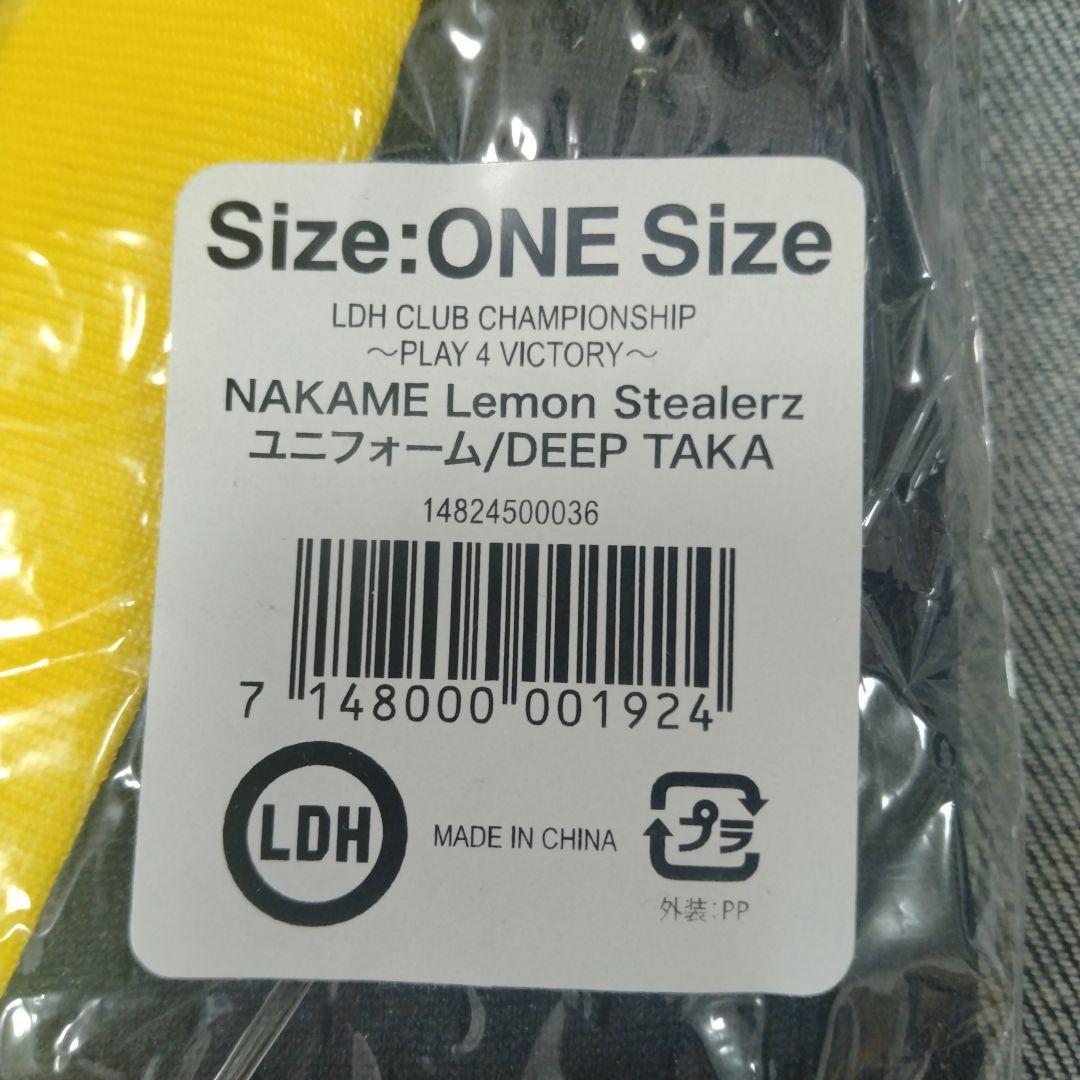 Size:ONE Size
LDH CLUB CHAMPIONSHIP
～PLAY 4 VICTORY～
NAKAME Lemon Stealerz
ユニフォーム/DEEP TAKA
14824500036
7 148000 001924
LDH
MADE IN CHINA
プラ
外装:PP